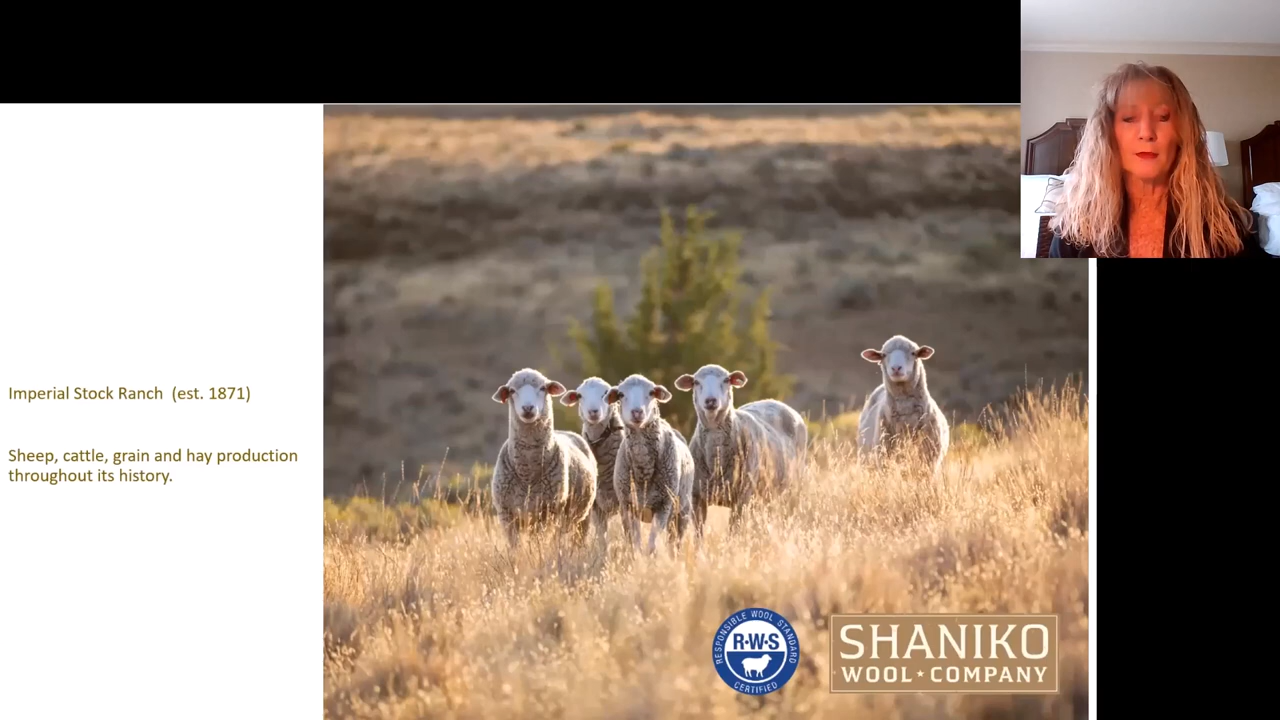 Imperial Stock Ranch (est. 1871)
Sheep, cattle, grain and hay production
throughout its history.
RESPONSIBLE WOOL STANDARD
R·W·S
CERTIFIED
SHANIKO
WOOL★COMPANY